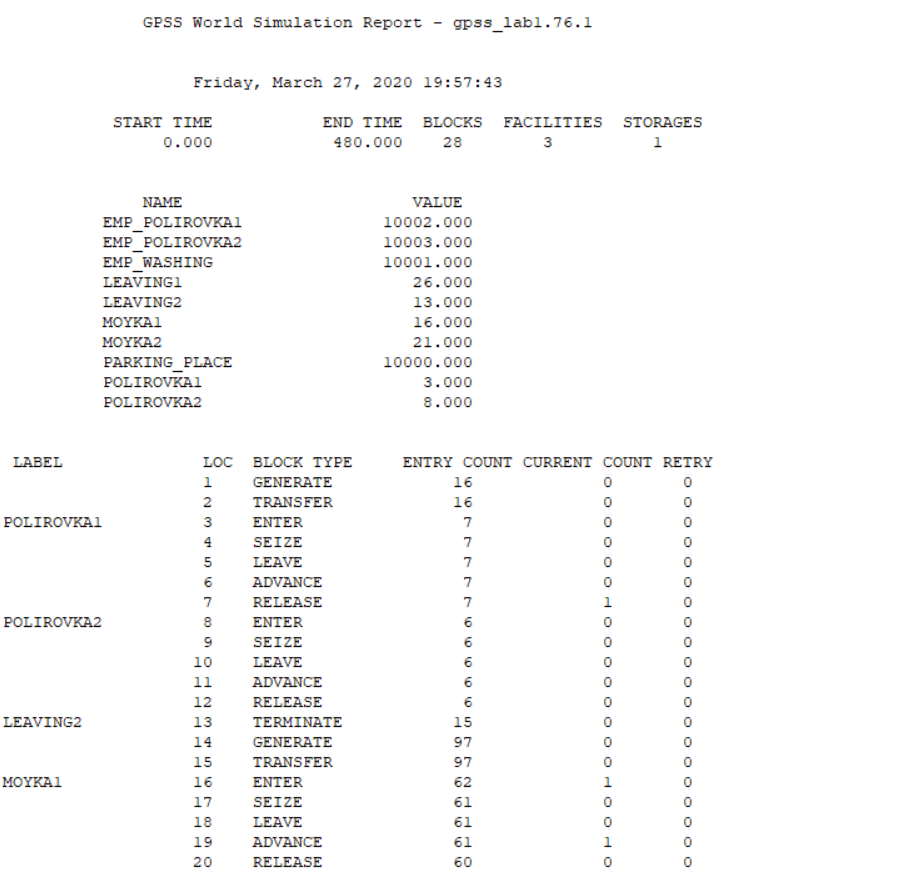 GPSS World Simulation Report - gpss_lab1.76.1
Friday, March 27, 2020 19:57:43
START TIME END TIME BLOCKS FACILITIES STORAGES
0.000 480.000 28 3 1
NAME VALUE
EMP_POLIROVKA1 10002.000
EMP_POLIROVKA2 10003.000
EMP_WASHING 10001.000
LEAVING1 26.000
LEAVING2 13.000
MOYKA1 16.000
MOYKA2 21.000
PARKING_PLACE 10000.000
POLIROVKA1 3.000
POLIROVKA2 8.000
LABEL LOC BLOCK TYPE ENTRY COUNT CURRENT COUNT RETRY
1 GENERATE 16 0 0
2 TRANSFER 16 0 0
POLIROVKA1 3 ENTER 7 0 0
4 SEIZE 7 0 0
5 LEAVE 7 0 0
6 ADVANCE 7 0 0
7 RELEASE 7 1 0
POLIROVKA2 8 ENTER 6 0 0
9 SEIZE 6 0 0
10 LEAVE 6 0 0
11 ADVANCE 6 0 0
12 RELEASE 6 0 0
LEAVING2 13 TERMINATE 15 0 0
14 GENERATE 97 0 0
15 TRANSFER 97 0 0
MOYKA1 16 ENTER 62 1 0
17 SEIZE 61 0 0
18 LEAVE 61 0 0
19 ADVANCE 61 1 0
20 RELEASE 60 0 0